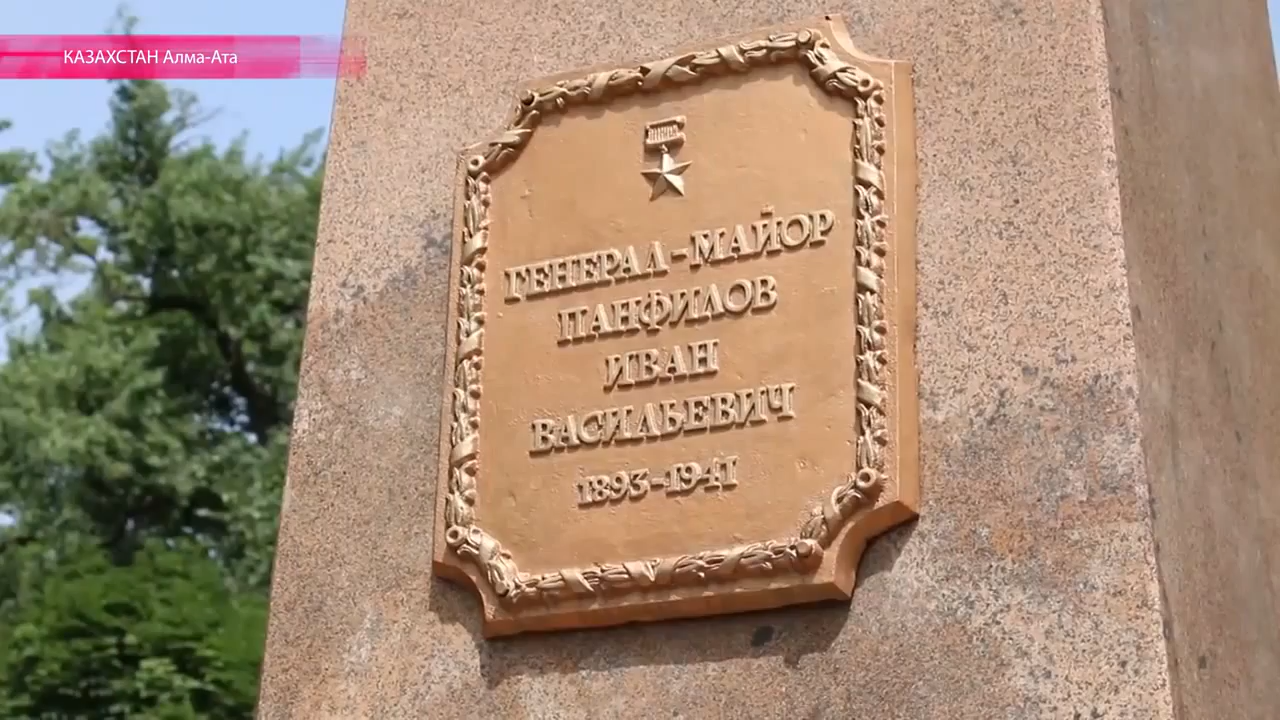 КАЗАХСТАН Алма-Ата
ГЕНЕРАЛ-МАЙОР
ПАНФИЛОВ
ИВАН
ВАСИЛЬЕВИЧ
1893-1941